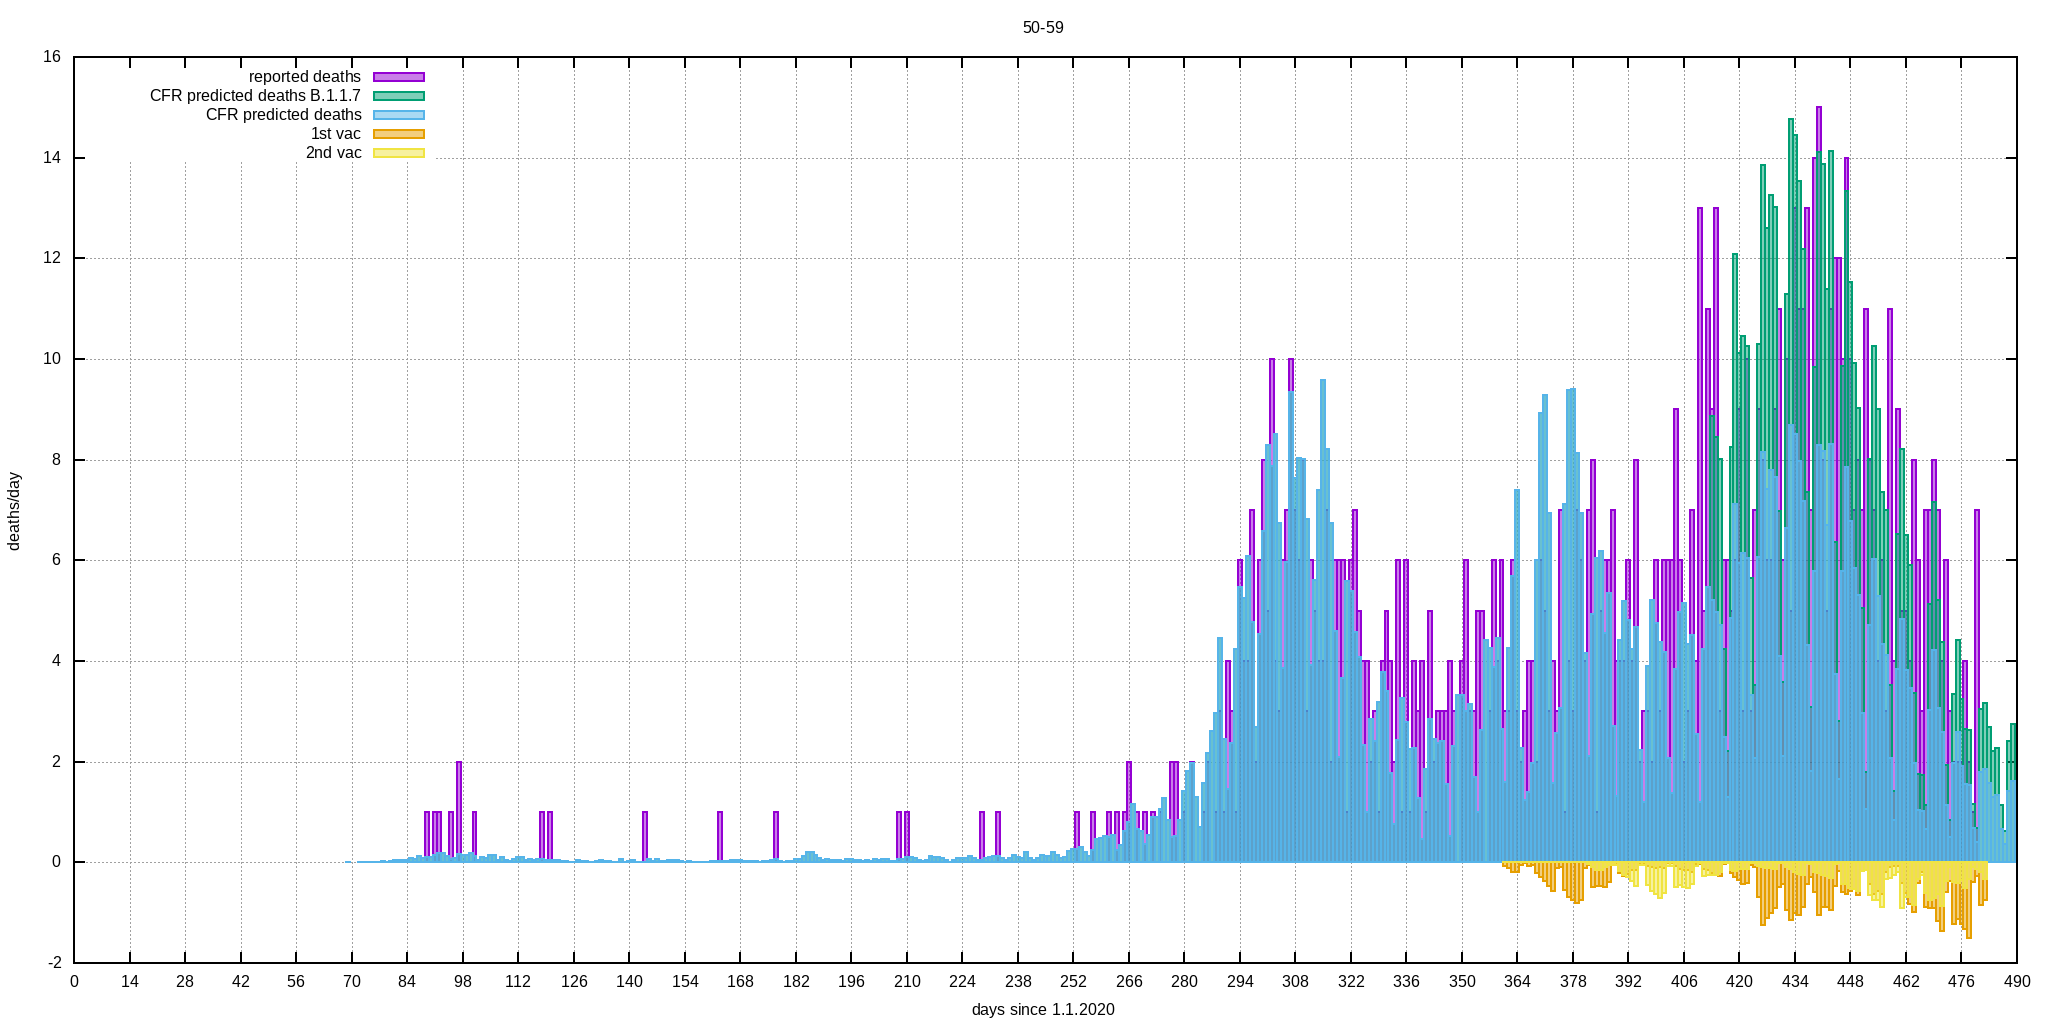 50-59
reported deaths
CFR predicted deaths B.1.1.7
CFR predicted deaths
1st vac
2nd vac
deaths/day
16
14
12
10
8
6
4
2
0
-2
0 14 28 42 56 70 84 98 112 126 140 154 168 182 196 210 224 238 252 266 280 294 308 322 336 350 364 378 392 406 420 434 448 462 476 490
days since 1.1.2020